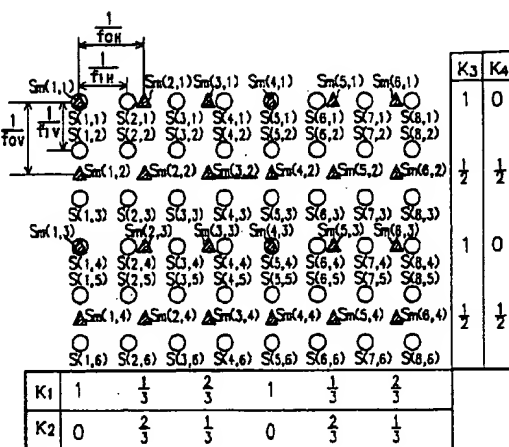 1/f0H
1/f1H
K3 K4
Sm(1,1) Sm(2,1) Sm(3,1) Sm(4,1) Sm(5,1) Sm(6,1)
1 0
1/f0V 1/f1V
S(1,1) S(2,1) S(3,1) S(4,1) S(5,1) S(6,1) S(7,1) S(8,1)
S(1,2) S(2,2) S(3,2) S(4,2) S(5,2) S(6,2) S(7,2) S(8,2)
Sm(1,2) Sm(2,2) Sm(3,2) Sm(4,2) Sm(5,2) Sm(6,2) 1/2 1/2
S(1,3) S(2,3) S(3,3) S(4,3) S(5,3) S(6,3) S(7,3) S(8,3)
Sm(1,3) Sm(2,3) Sm(3,3) Sm(4,3) Sm(5,3) Sm(6,3)
1 0
S(1,4) S(2,4) S(3,4) S(4,4) S(5,4) S(6,4) S(7,4) S(8,4)
S(1,5) S(2,5) S(3,5) S(4,5) S(5,5) S(6,5) S(7,5) S(8,5)
Sm(1,4) Sm(2,4) Sm(3,4) Sm(4,4) Sm(5,4) Sm(6,4) 1/2 1/2
S(1,6) S(2,6) S(3,6) S(4,6) S(5,6) S(6,6) S(7,6) S(8,6)
K1 1 1/3 2/3 1 1/3 2/3
K2 0 2/3 1/3 0 2/3 1/3